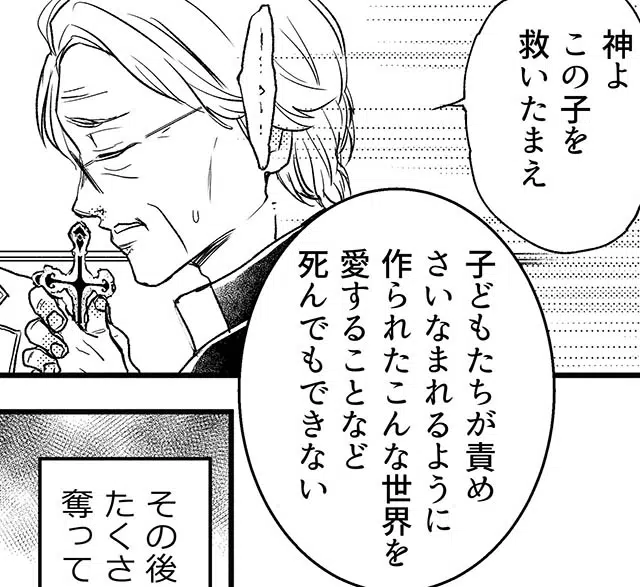 神よ
この子を
救いたまえ
…
子どもたちが責め
さいなまれるように
作られたこんな世界を
愛することなど
死んでもできない
その後
たくさ
奪って